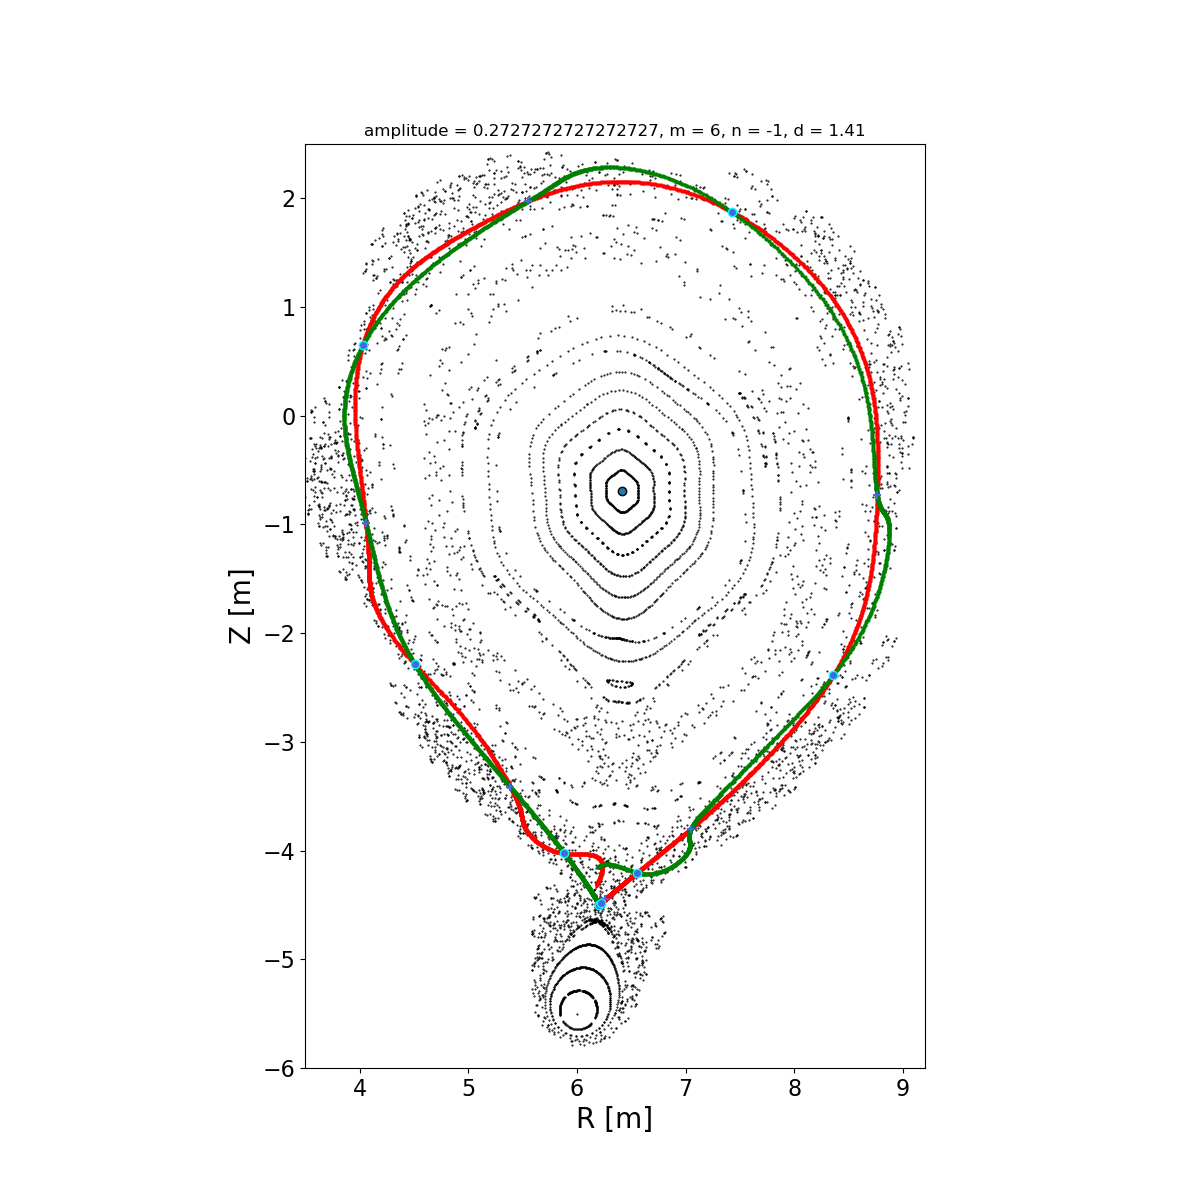 amplitude = 0.2727272727272727, m = 6, n = -1, d = 1.41
2
1
0
−1
−2
−3
−4
−5
−6
Z [m]
4 5 6 7 8 9
R [m]